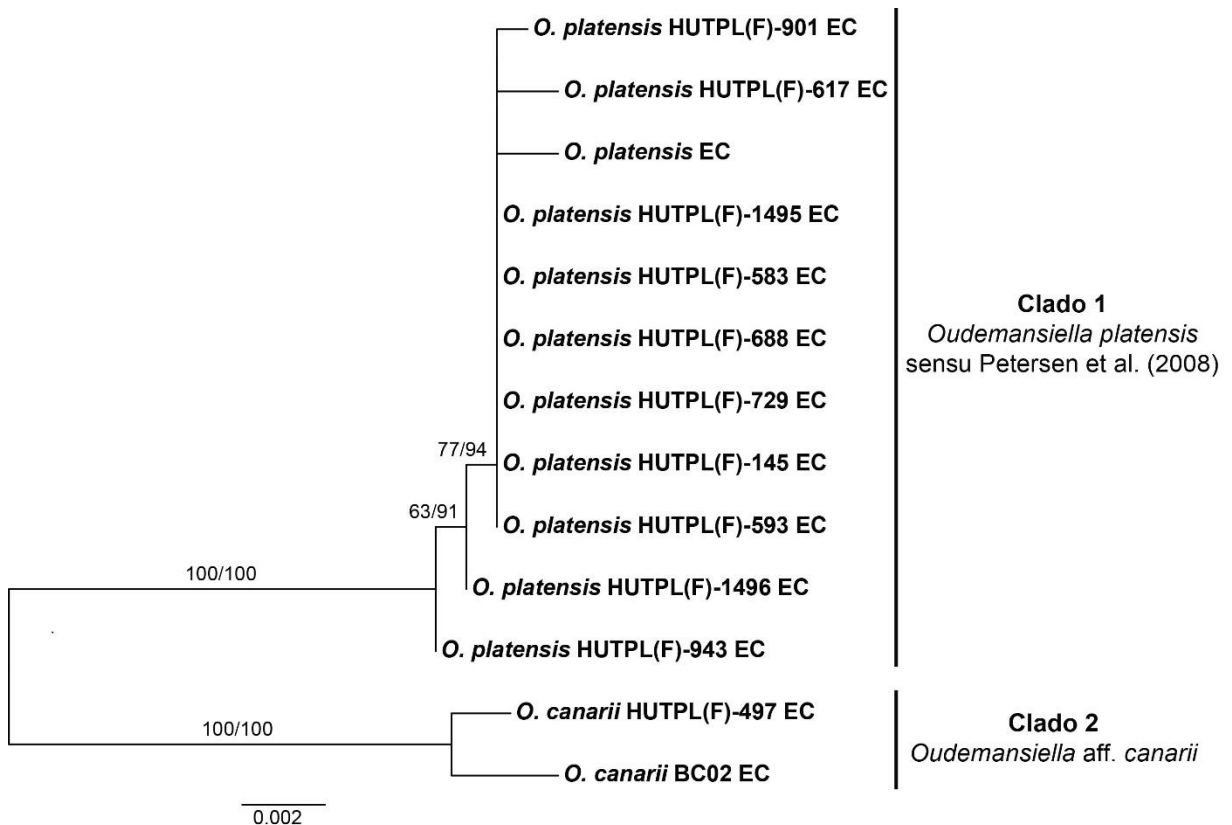 O. platensis HUTPL(F)-901 EC
O. platensis HUTPL(F)-617 EC
O. platensis EC
O. platensis HUTPL(F)-1495 EC
O. platensis HUTPL(F)-583 EC
O. platensis HUTPL(F)-688 EC
O. platensis HUTPL(F)-729 EC
77/94
O. platensis HUTPL(F)-145 EC
63/91
O. platensis HUTPL(F)-593 EC
100/100
O. platensis HUTPL(F)-1496 EC
O. platensis HUTPL(F)-943 EC
Clado 1
Oudemansiella platensis
sensu Petersen et al. (2008)
O. canarii HUTPL(F)-497 EC
100/100
O. canarii BC02 EC
Clado 2
Oudemansiella aff. canarii
0.002